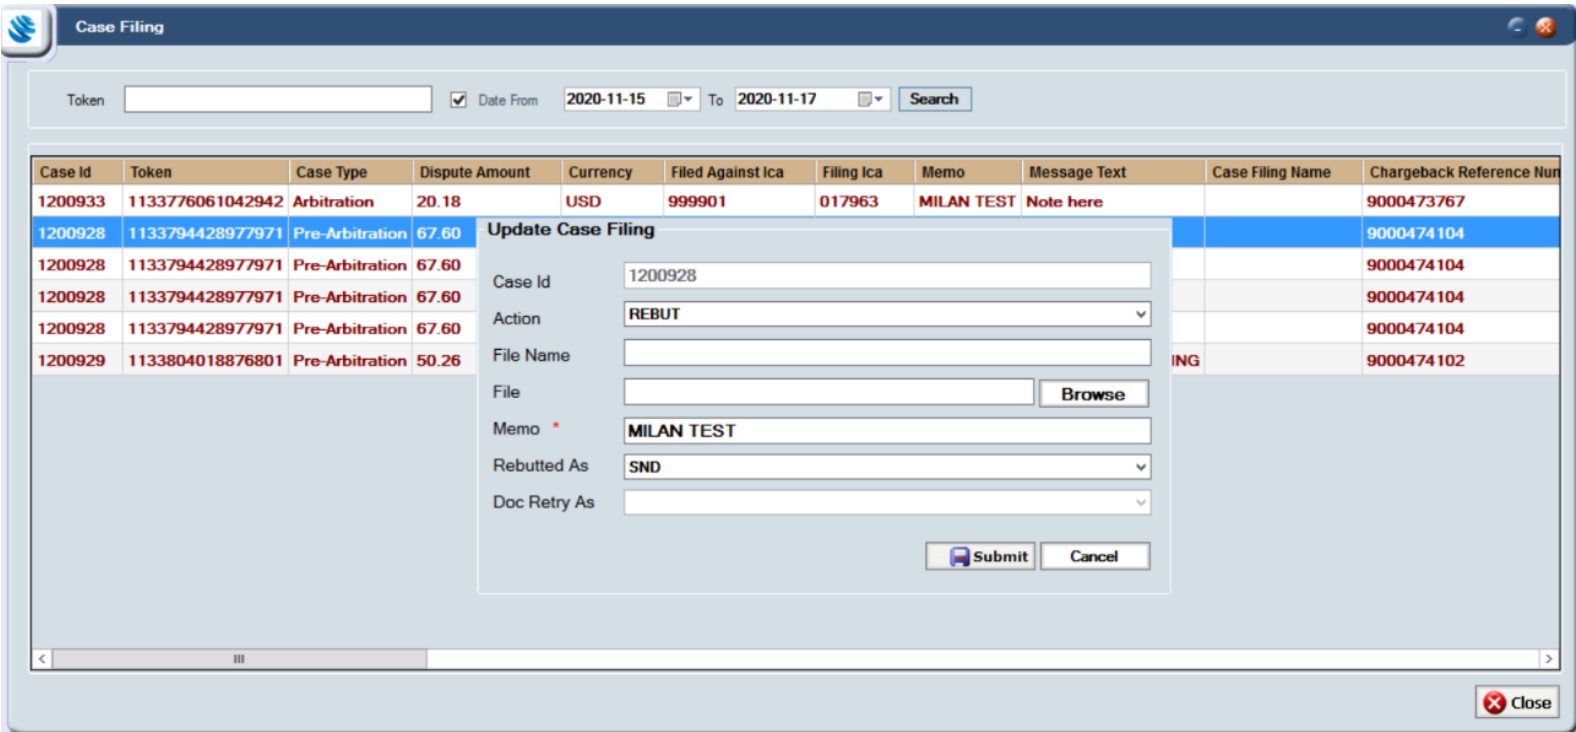 Case Filing
Token Date From 2020-11-15 To 2020-11-17 Search
Case Id Token Case Type Dispute Amount Currency Filed Against Ica Filing Ica Memo Message Text Case Filing Name Chargeback Reference Num
1200933 1133776061042942 Arbitration 20.18 USD 999901 017963 MILAN TEST Note here 9000473767
1200928 1133794428977971 Pre-Arbitration 67.60 9000474104
1200928 1133794428977971 Pre-Arbitration 67.60 9000474104
1200928 1133794428977971 Pre-Arbitration 67.60 9000474104
1200928 1133794428977971 Pre-Arbitration 67.60 9000474104
1200929 1133804018876801 Pre-Arbitration 50.26 ING 9000474102
Update Case Filing
Case Id 1200928
Action REBUT
File Name
File Browse
Memo * MILAN TEST
Rebutted As SND
Doc Retry As
Submit Cancel
Close